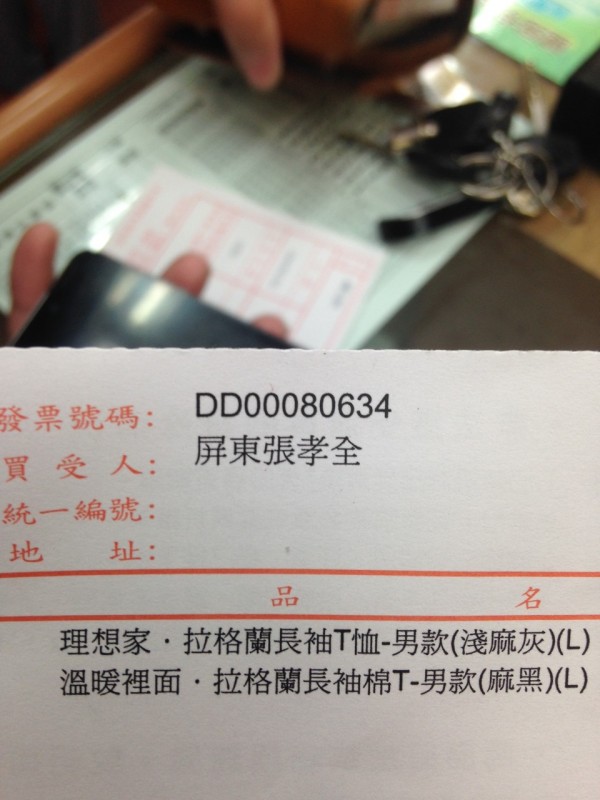 發票號碼: DD00080634
買受人: 屏東張孝全
統一編號:
地 址:
品 名
理想家・拉格蘭長袖T恤-男款(淺麻灰)(L)
溫暖裡面・拉格蘭長袖棉T-男款(麻黑)(L)